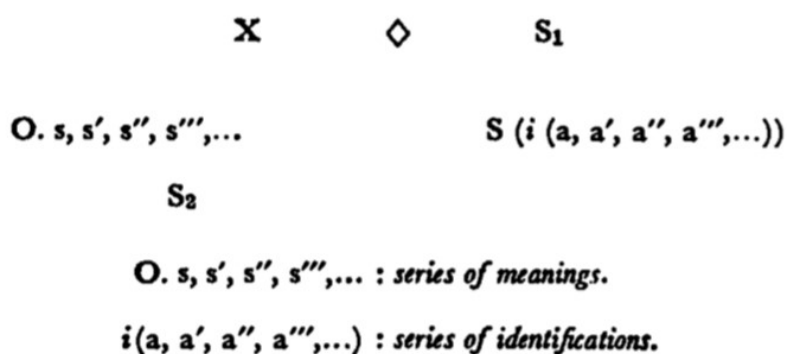 X ◇ S₁
O. s, s′, s″, s‴,... S (i (a, a′, a″, a‴,...))
S₂
O. s, s′, s″, s‴,... : series of meanings.
i (a, a′, a″, a‴,...) : series of identifications.